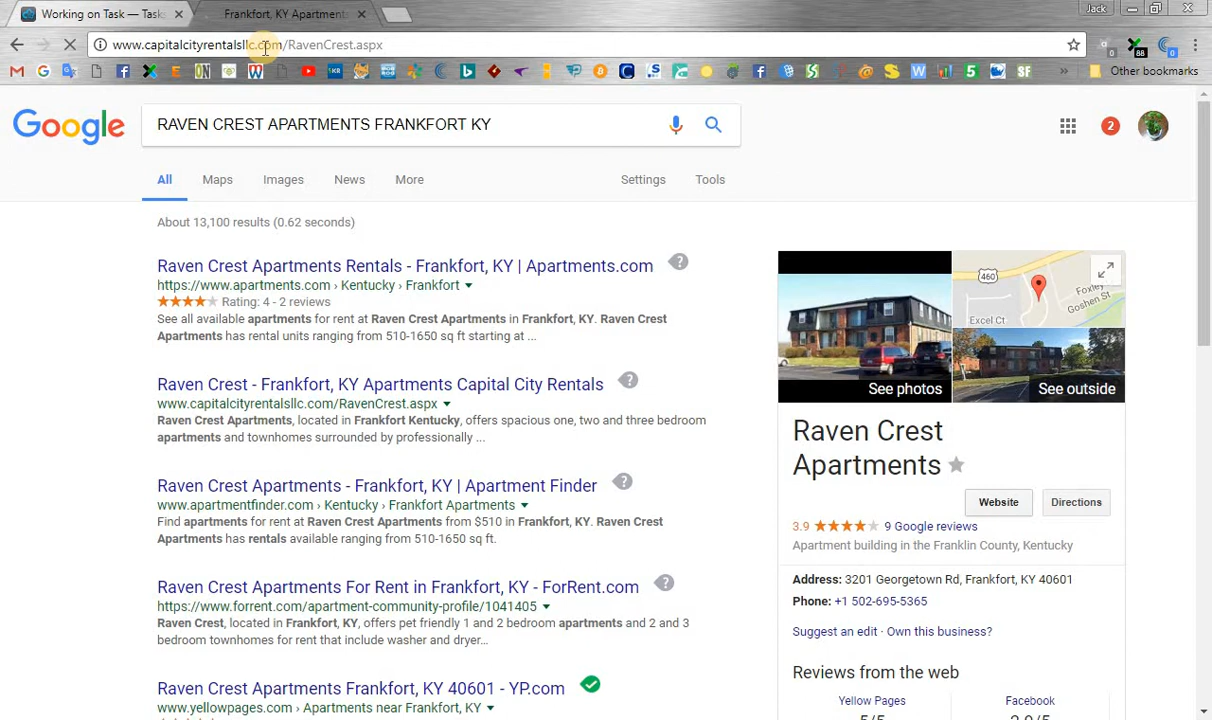 Working on Task — Task
Frankfort, KY Apartment
Jack
www.capitalcityrentalsllc.com/RavenCrest.aspx
Other bookmarks
Google
RAVEN CREST APARTMENTS FRANKFORT KY
2
All Maps Images News More Settings Tools
About 13,100 results (0.62 seconds)
Raven Crest Apartments Rentals - Frankfort, KY | Apartments.com
https://www.apartments.com › Kentucky › Frankfort
Rating: 4 - 2 reviews
See all available apartments for rent at Raven Crest Apartments in Frankfort, KY. Raven Crest
Apartments has rental units ranging from 510-1650 sq ft starting at ...
Raven Crest - Frankfort, KY Apartments Capital City Rentals
www.capitalcityrentalsllc.com/RavenCrest.aspx
Raven Crest Apartments, located in Frankfort Kentucky, offers spacious one, two and three bedroom
apartments and townhomes surrounded by professionally ...
Raven Crest Apartments - Frankfort, KY | Apartment Finder
www.apartmentfinder.com › Kentucky › Frankfort Apartments
Find apartments for rent at Raven Crest Apartments from $510 in Frankfort, KY. Raven Crest
Apartments has rentals available ranging from 510-1650 sq ft.
Raven Crest Apartments For Rent in Frankfort, KY - ForRent.com
https://www.forrent.com/apartment-community-profile/1041405
Raven Crest, located in Frankfort, KY, offers pet friendly 1 and 2 bedroom apartments and 2 and 3
bedroom townhomes for rent that include washer and dryer...
Raven Crest Apartments Frankfort, KY 40601 - YP.com
www.yellowpages.com › Apartments near Frankfort, KY
460
Foxley
Goshen St
Excel Ct
See photos
See outside
Raven Crest
Apartments
Website
Directions
3.9 9 Google reviews
Apartment building in the Franklin County, Kentucky
Address: 3201 Georgetown Rd, Frankfort, KY 40601
Phone: +1 502-695-5365
Suggest an edit · Own this business?
Reviews from the web
Yellow Pages
Facebook